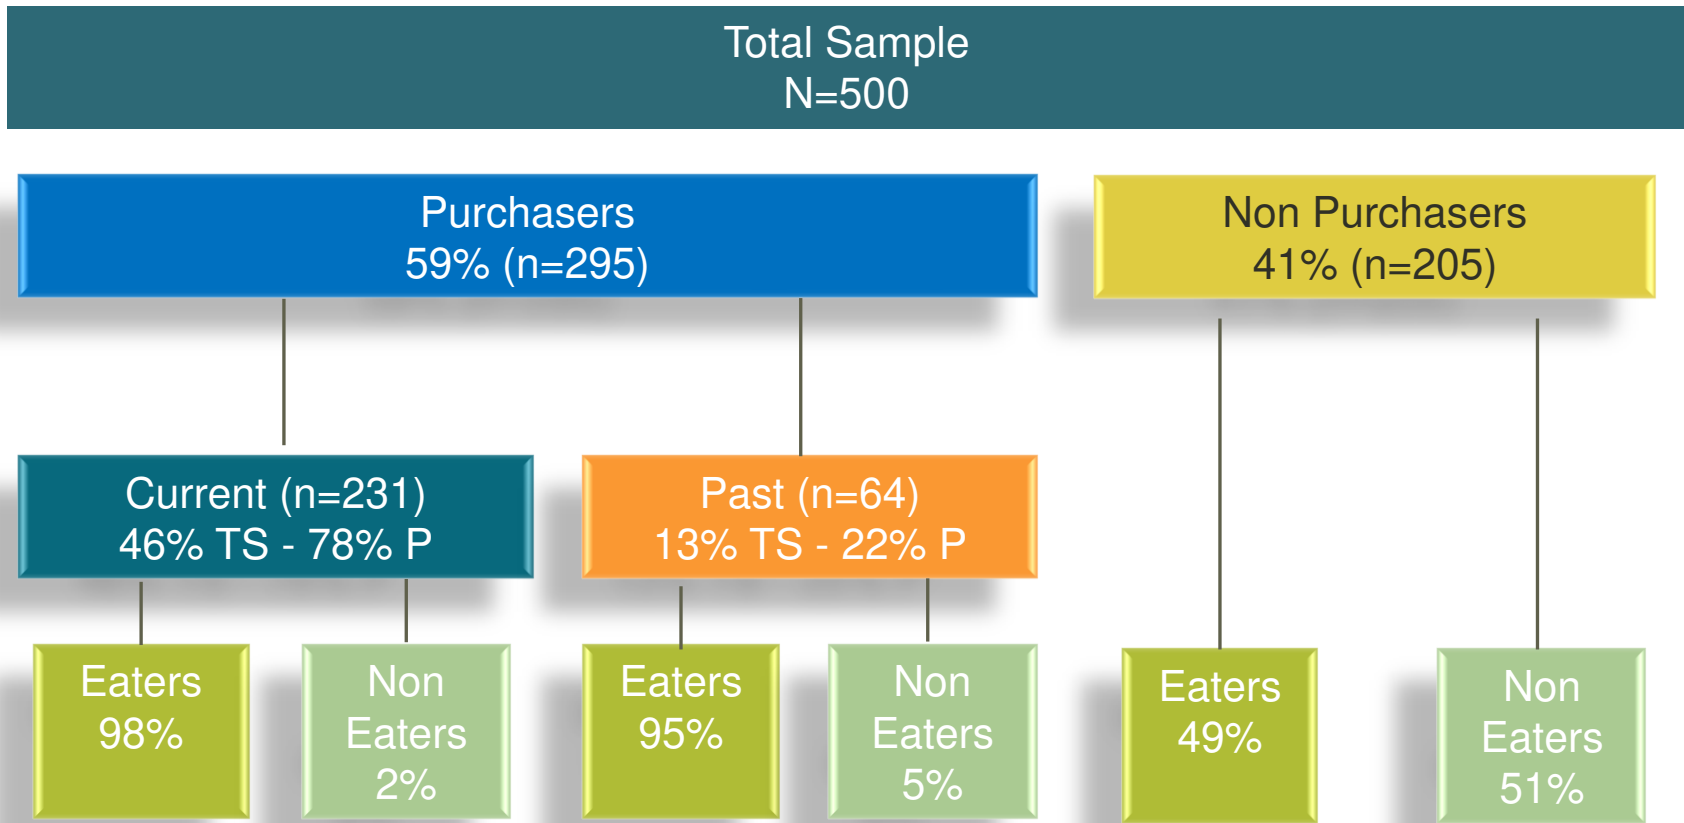 Total Sample
N=500
Purchasers
59% (n=295)
Non Purchasers
41% (n=205)
Current (n=231)
46% TS - 78% P
Past (n=64)
13% TS - 22% P
Eaters
98%
Non
Eaters
2%
Eaters
95%
Non
Eaters
5%
Eaters
49%
Non
Eaters
51%